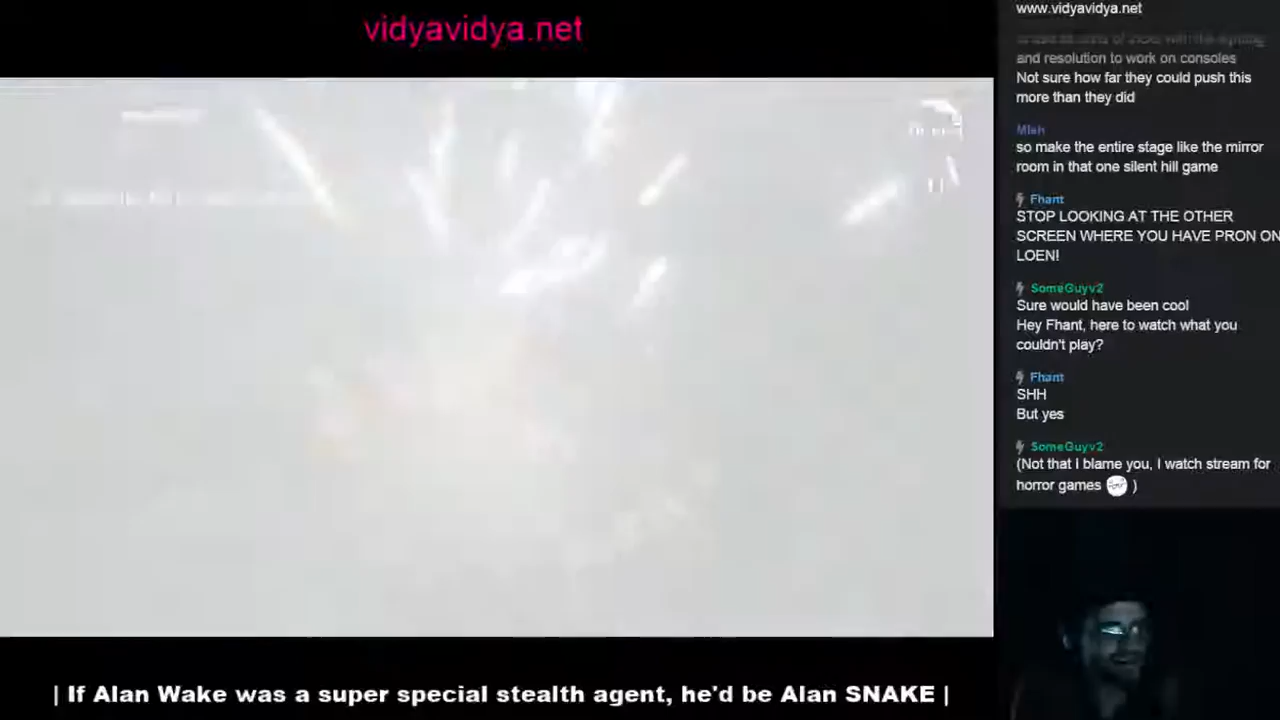 vidyavidya.net
www.vidyavidya.net
and resolution to work on consoles
Not sure how far they could push this
more than they did
Mish
so make the entire stage like the mirror
room in that one silent hill game
Fhant
STOP LOOKING AT THE OTHER
SCREEN WHERE YOU HAVE PRON ON
LOEN!
SomeGuyv2
Sure would have been cool
Hey Fhant, here to watch what you
couldn't play?
Fhant
SHH
But yes
SomeGuyv2
(Not that I blame you, I watch stream for
horror games )
| If Alan Wake was a super special stealth agent, he'd be Alan SNAKE |